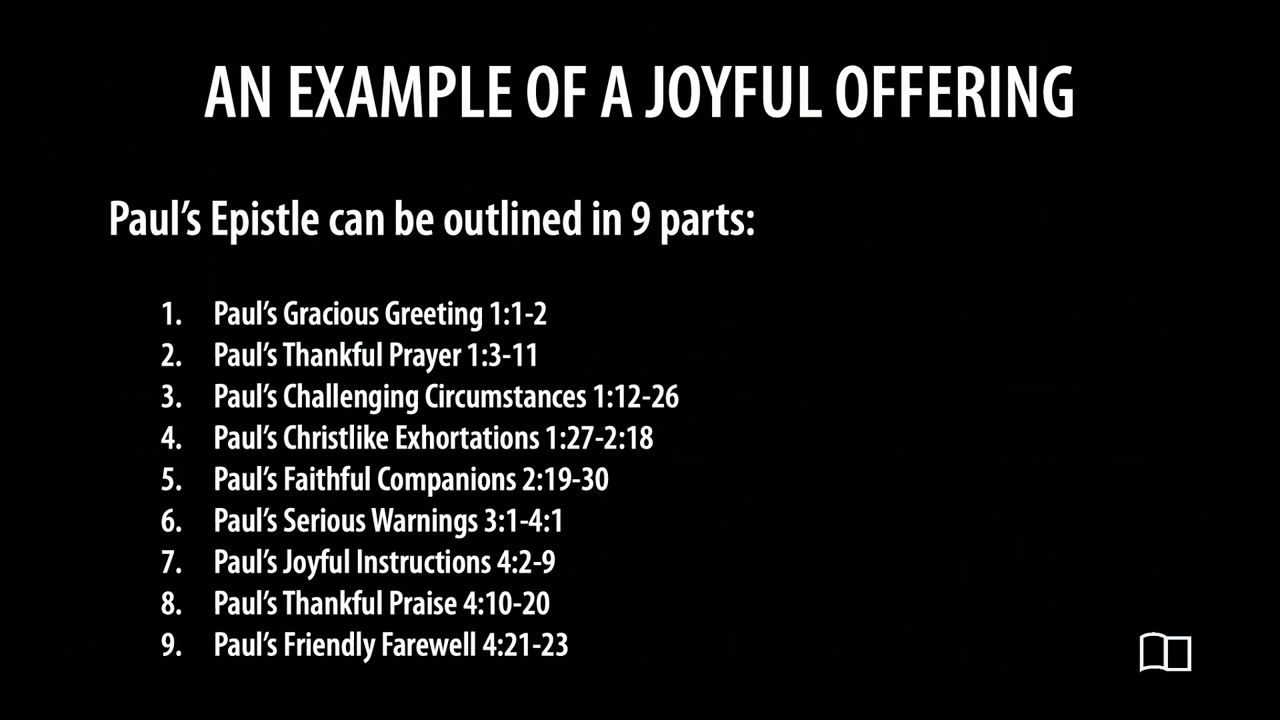 AN EXAMPLE OF A JOYFUL OFFERING
Paul’s Epistle can be outlined in 9 parts:
1. Paul’s Gracious Greeting 1:1-2
2. Paul’s Thankful Prayer 1:3-11
3. Paul’s Challenging Circumstances 1:12-26
4. Paul’s Christlike Exhortations 1:27-2:18
5. Paul’s Faithful Companions 2:19-30
6. Paul’s Serious Warnings 3:1-4:1
7. Paul’s Joyful Instructions 4:2-9
8. Paul’s Thankful Praise 4:10-20
9. Paul’s Friendly Farewell 4:21-23